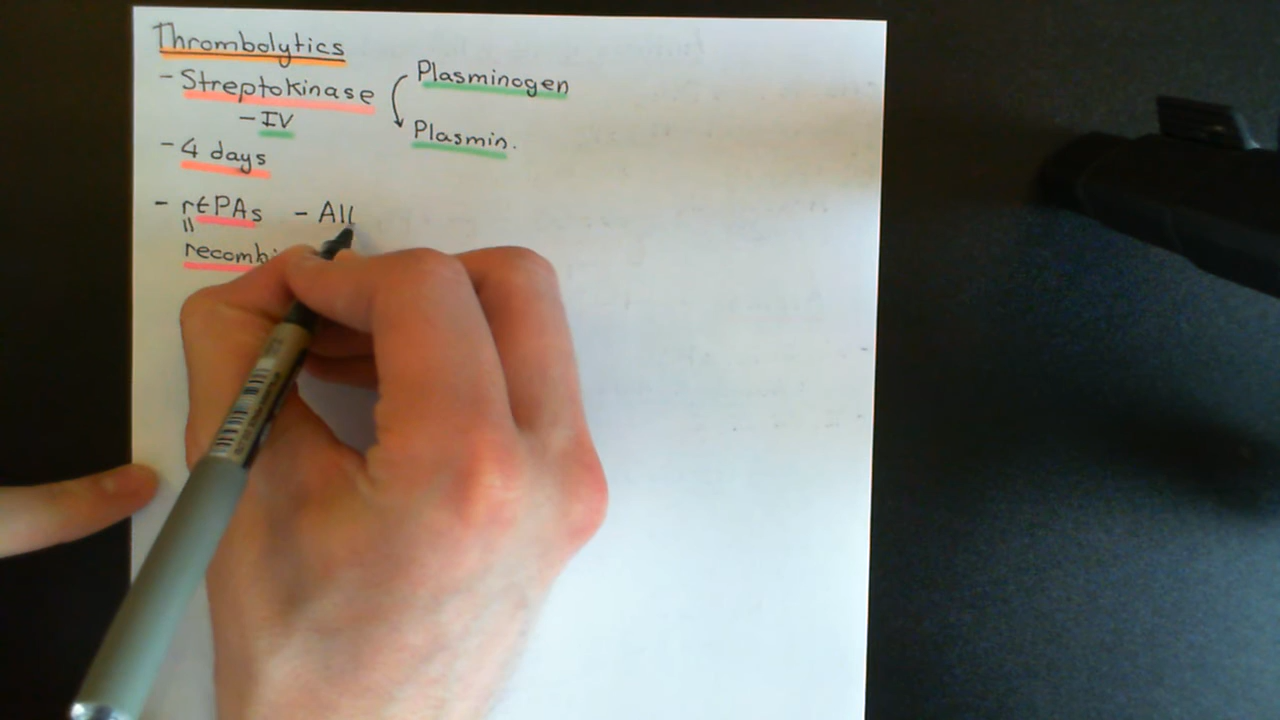 Thrombolytics
- Streptokinase
- IV
Plasminogen
Plasmin.
- 4 days
- rtPAs - All
"